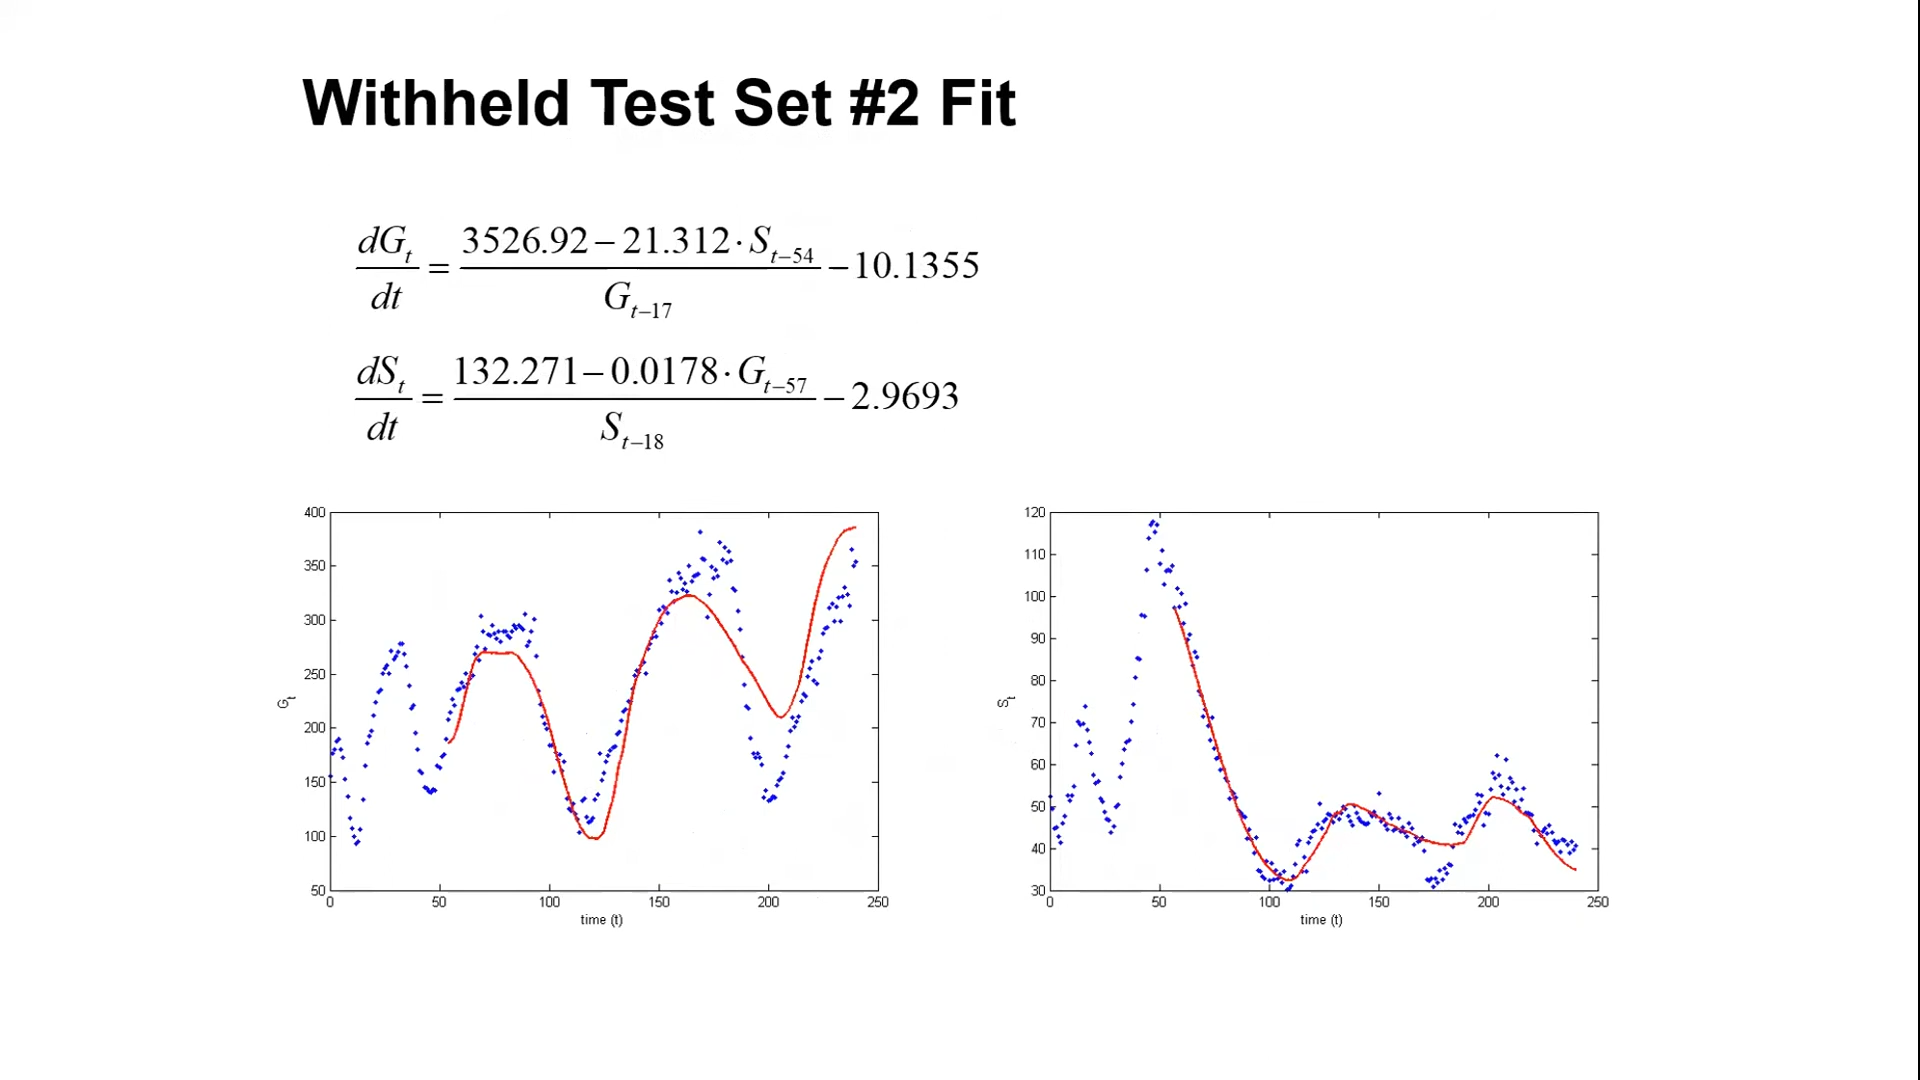 Withheld Test Set #2 Fit
dG_t/dt = (3526.92 − 21.312 · S_{t−54})/G_{t−17} − 10.1355
dS_t/dt = (132.271 − 0.0178 · G_{t−57})/S_{t−18} − 2.9693
400
350
300
250
200
150
100
50
G_t
0 50 100 150 200 250
time (t)
120
110
100
90
80
70
60
50
40
30
S_t
0 50 100 150 200 250
time (t)